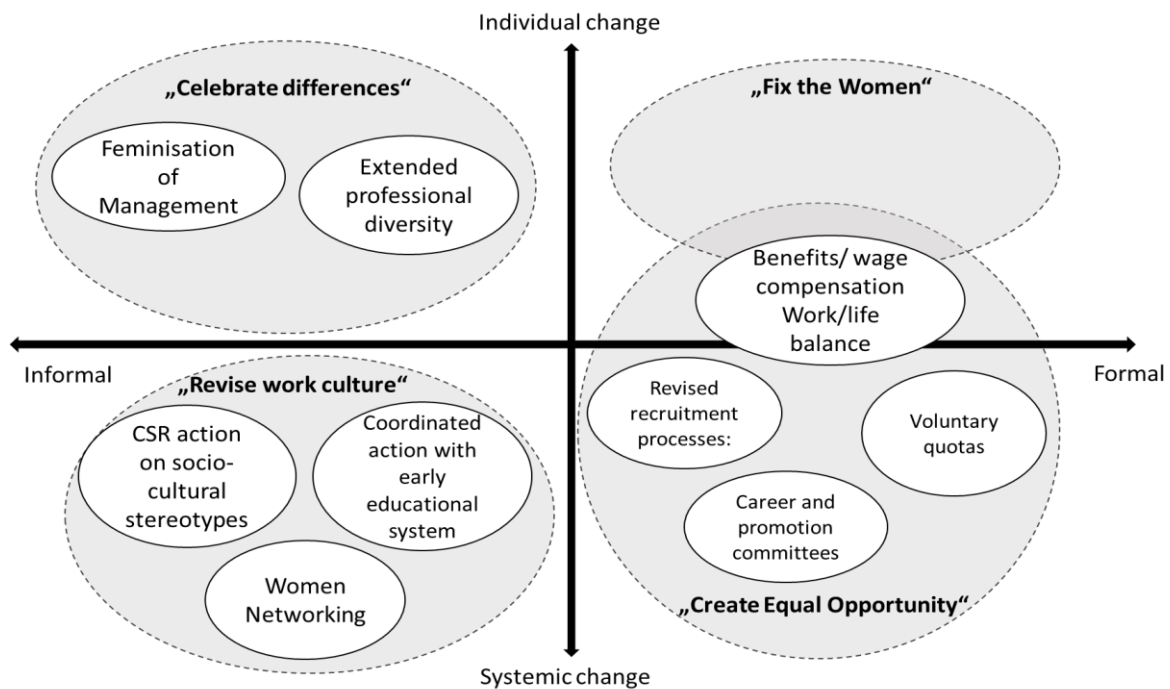 Individual change
„Celebrate differences“
Feminisation
of
Management
Extended
professional
diversity
„Fix the Women“
Benefits/ wage
compensation
Work/life
balance
Informal
Formal
„Revise work culture“
CSR action
on socio-
cultural
stereotypes
Coordinated
action with
early
educational
system
Women
Networking
Revised
recruitment
processes:
Voluntary
quotas
Career and
promotion
committees
„Create Equal Opportunity“
Systemic change